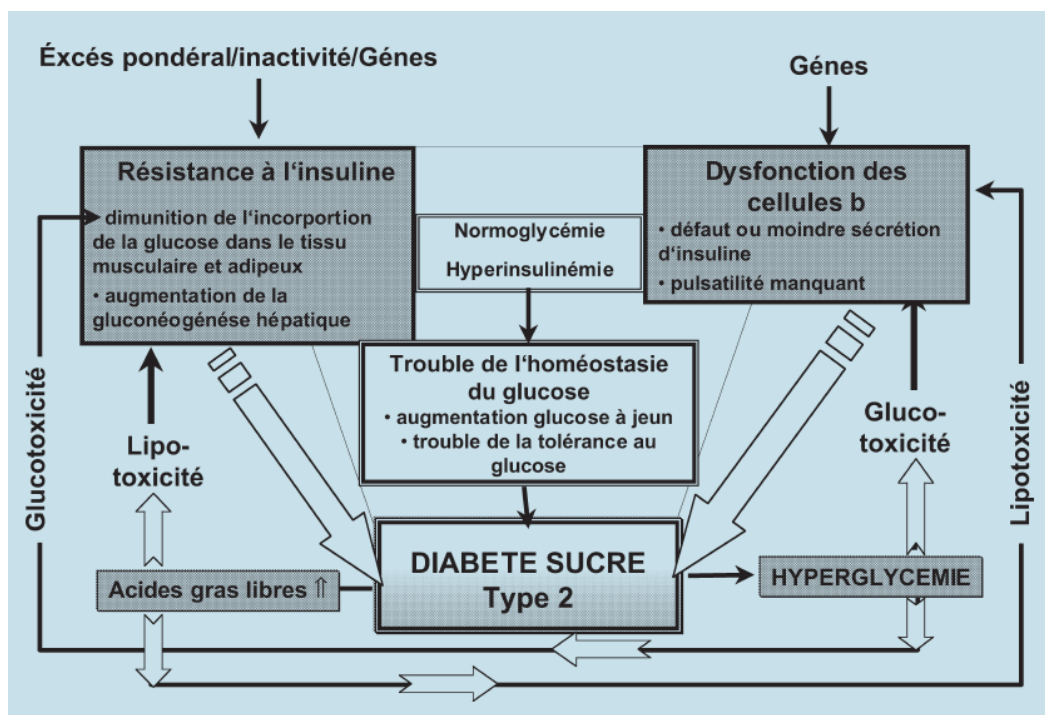 Éxcés pondéral/inactivité/Génes
Génes
Résistance à l‘insuline
• dimunition de l‘incorportion
de la glucose dans le tissu
musculaire et adipeux
• augmentation de la
gluconéogénése hépatique
Normoglycémie
Hyperinsulinémie
Dysfonction des
cellules b
• défaut ou moindre sécrétion
d‘insuline
• pulsatilité manquant
Trouble de l‘homéostasie
du glucose
• augmentation glucose à jeun
• trouble de la tolérance au
glucose
Glucotoxicité
Lipo-
toxicité
Gluco-
toxicité
Lipotoxicité
Acides gras libres ⇑
DIABETE SUCRE
Type 2
HYPERGLYCEMIE